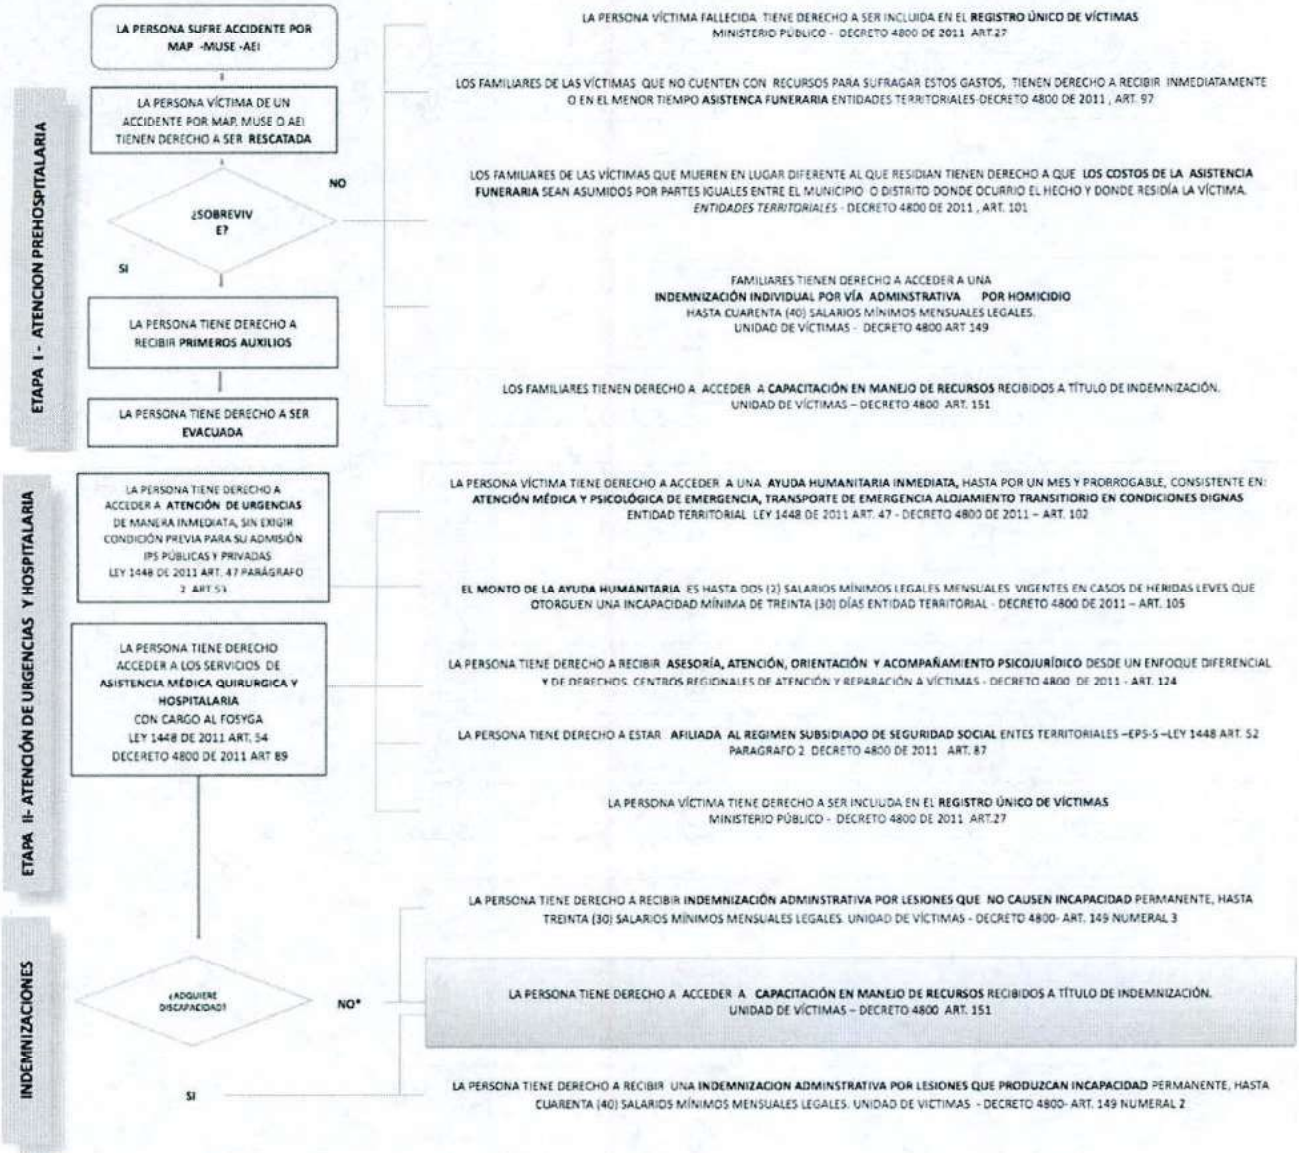 ETAPA I - ATENCION PREHOSPITALARIA
LA PERSONA SUFRE ACCIDENTE POR
MAP -MUSE -AEI
LA PERSONA VÍCTIMA DE UN
ACCIDENTE POR MAP, MUSE O AEI
TIENEN DERECHO A SER RESCATADA
¿SOBREVIV
E?
NO
SI
LA PERSONA TIENE DERECHO A
RECIBIR PRIMEROS AUXILIOS
LA PERSONA TIENE DERECHO A SER
EVACUADA
LA PERSONA VÍCTIMA FALLECIDA TIENE DERECHO A SER INCLUIDA EN EL REGISTRO ÚNICO DE VÍCTIMAS
MINISTERIO PÚBLICO - DECRETO 4800 DE 2011 ART.27
LOS FAMILIARES DE LAS VÍCTIMAS QUE NO CUENTEN CON RECURSOS PARA SUFRAGAR ESTOS GASTOS, TIENEN DERECHO A RECIBIR INMEDIATAMENTE
O EN EL MENOR TIEMPO ASISTENCA FUNERARIA ENTIDADES TERRITORIALES-DECRETO 4800 DE 2011 , ART. 97
LOS FAMILIARES DE LAS VÍCTIMAS QUE MUEREN EN LUGAR DIFERENTE AL QUE RESIDIAN TIENEN DERECHO A QUE LOS COSTOS DE LA ASISTENCIA
FUNERARIA SEAN ASUMIDOS POR PARTES IGUALES ENTRE EL MUNICIPIO O DISTRITO DONDE OCURRIO EL HECHO Y DONDE RESIDÍA LA VÍCTIMA.
ENTIDADES TERRITORIALES - DECRETO 4800 DE 2011 , ART. 101
FAMILIARES TIENEN DERECHO A ACCEDER A UNA
INDEMNIZACIÓN INDIVIDUAL POR VÍA ADMINSTRATIVA POR HOMICIDIO
HASTA CUARENTA (40) SALARIOS MÍNIMOS MENSUALES LEGALES.
UNIDAD DE VÍCTIMAS - DECRETO 4800 ART 149
LOS FAMILIARES TIENEN DERECHO A ACCEDER A CAPACITACIÓN EN MANEJO DE RECURSOS RECIBIDOS A TÍTULO DE INDEMNIZACIÓN.
UNIDAD DE VÍCTIMAS – DECRETO 4800 ART. 151
ETAPA II- ATENCIÓN DE URGENCIAS Y HOSPITALARIA
LA PERSONA TIENE DERECHO A
ACCEDER A ATENCIÓN DE URGENCIAS
DE MANERA INMEDIATA, SIN EXIGIR
CONDICIÓN PREVIA PARA SU ADMISIÓN
IPS PÚBLICAS Y PRIVADAS
LEY 1448 DE 2011 ART. 47 PARÁGRAFO
2 ART 53
LA PERSONA TIENE DERECHO
ACCEDER A LOS SERVICIOS DE
ASISTENCIA MÉDICA QUIRURGICA Y
HOSPITALARIA
CON CARGO AL FOSYGA
LEY 1448 DE 2011 ART. 54
DECERETO 4800 DE 2011 ART 89
LA PERSONA VÍCTIMA TIENE DERECHO A ACCEDER A UNA AYUDA HUMANITARIA INMEDIATA, HASTA POR UN MES Y PRORROGABLE, CONSISTENTE EN:
ATENCIÓN MÉDICA Y PSICOLÓGICA DE EMERGENCIA, TRANSPORTE DE EMERGENCIA ALOJAMIENTO TRANSITIORIO EN CONDICIONES DIGNAS
ENTIDAD TERRITORIAL LEY 1448 DE 2011 ART. 47 - DECRETO 4800 DE 2011 – ART. 102
EL MONTO DE LA AYUDA HUMANITARIA ES HASTA DOS (2) SALARIOS MÍNIMOS LEGALES MENSUALES VIGENTES EN CASOS DE HERIDAS LEVES QUE
OTORGUEN UNA INCAPACIDAD MÍNIMA DE TREINTA (30) DÍAS ENTIDAD TERRITORIAL - DECRETO 4800 DE 2011 – ART. 105
LA PERSONA TIENE DERECHO A RECIBIR ASESORÍA, ATENCIÓN, ORIENTACIÓN Y ACOMPAÑAMIENTO PSICOJURÍDICO DESDE UN ENFOQUE DIFERENCIAL
Y DE DERECHOS. CENTROS REGIONALES DE ATENCIÓN Y REPARACIÓN A VÍCTIMAS - DECRETO 4800 DE 2011 - ART. 124
LA PERSONA TIENE DERECHO A ESTAR AFILIADA AL REGIMEN SUBSIDIADO DE SEGURIDAD SOCIAL ENTES TERRITORIALES –EPS-S –LEY 1448 ART. 52
PARAGRAFO 2 DECRETO 4800 DE 2011 ART. 87
LA PERSONA VÍCTIMA TIENE DERECHO A SER INCLUIDA EN EL REGISTRO ÚNICO DE VÍCTIMAS
MINISTERIO PÚBLICO - DECRETO 4800 DE 2011 ART.27
INDEMNIZACIONES
¿ADQUIERE
DISCAPACIDAD?
NO*
SI
LA PERSONA TIENE DERECHO A RECIBIR INDEMNIZACIÓN ADMINSTRATIVA POR LESIONES QUE NO CAUSEN INCAPACIDAD PERMANENTE, HASTA
TREINTA (30) SALARIOS MÍNIMOS MENSUALES LEGALES. UNIDAD DE VÍCTIMAS - DECRETO 4800- ART. 149 NUMERAL 3
LA PERSONA TIENE DERECHO A ACCEDER A CAPACITACIÓN EN MANEJO DE RECURSOS RECIBIDOS A TÍTULO DE INDEMNIZACIÓN.
UNIDAD DE VÍCTIMAS – DECRETO 4800 ART. 151
LA PERSONA TIENE DERECHO A RECIBIR UNA INDEMNIZACION ADMINSTRATIVA POR LESIONES QUE PRODUZCAN INCAPACIDAD PERMANENTE, HASTA
CUARENTA (40) SALARIOS MÍNIMOS MENSUALES LEGALES. UNIDAD DE VICTIMAS - DECRETO 4800- ART. 149 NUMERAL 2